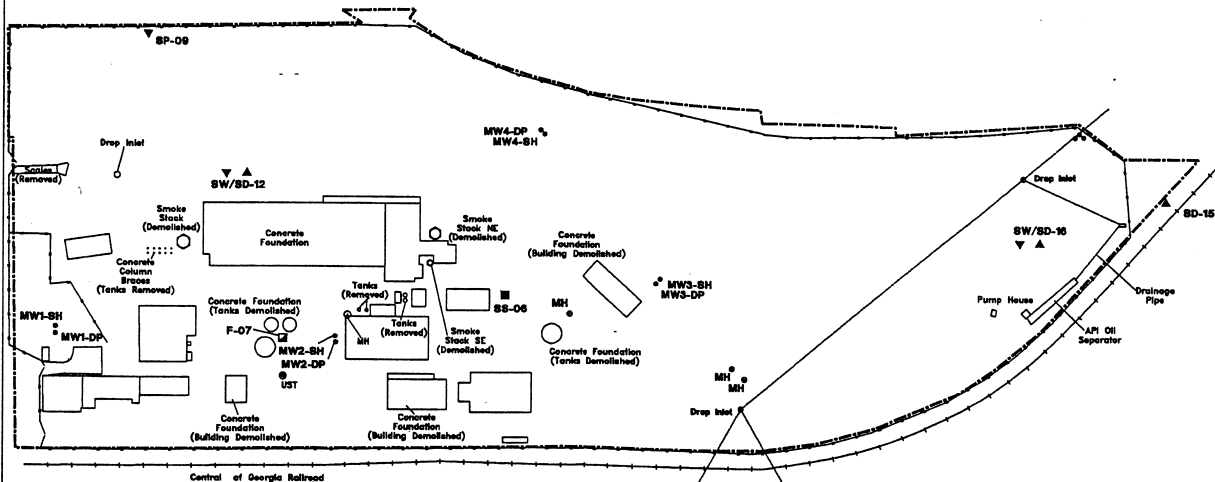 SP-09
MW4-DP
MW4-SH
Drop Inlet
Scales
(Removed)
SW/SD-12
Drop Inlet
SD-15
Smoke
Stack
(Demolished)
Concrete
Foundation
Smoke
Stack NE
(Demolished)
Concrete
Foundation
(Building Demolished)
SW/SD-16
Concrete
Column
Braces
(Tanks Removed)
Tanks
(Removed)
MW3-SH
MW3-DP
Drainage
Pipe
Concrete Foundation
(Tanks Demolished)
SS-06
MH
Pump House
MW1-SH
MW1-DP
F-07
MW2-SH
MW2-DP
MH
Tanks
(Removed)
Smoke
Stack SE
(Demolished)
Concrete Foundation
(Tanks Demolished)
API Oil
Separator
UST
MH
MH
Drop Inlet
Concrete
Foundation
(Building Demolished)
Concrete
Foundation
(Building Demolished)
Central of Georgia Railroad